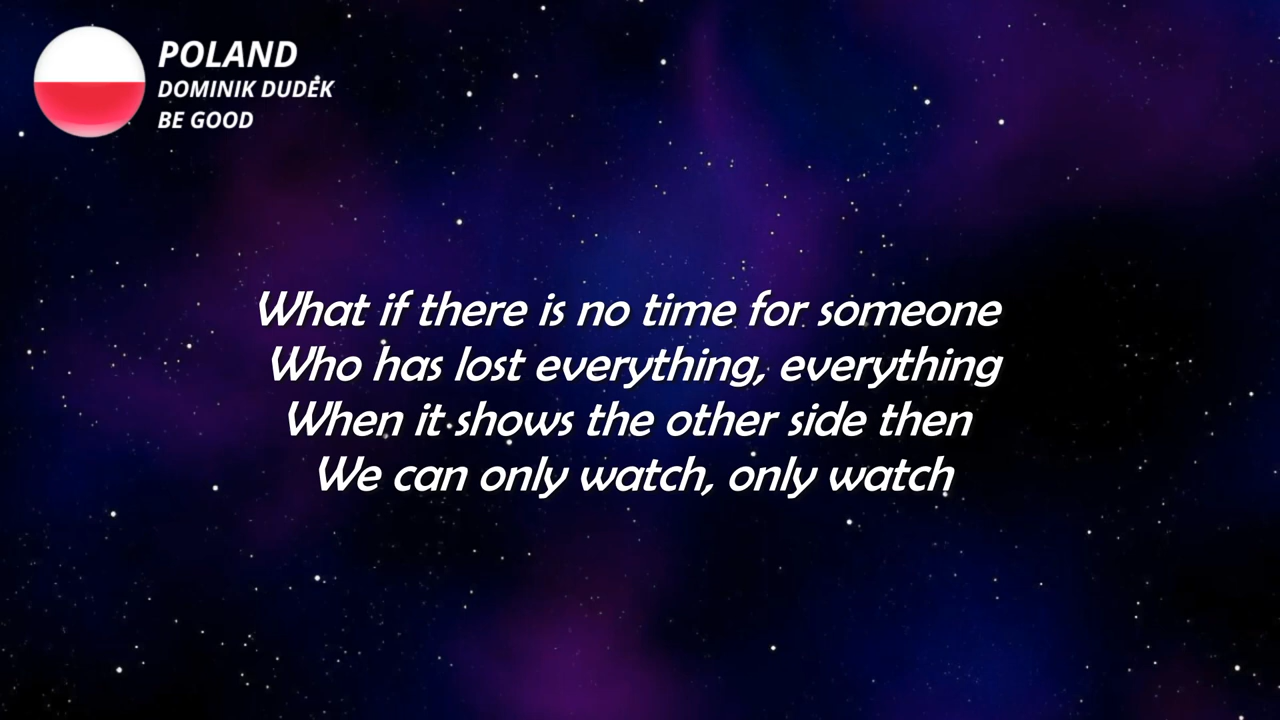 POLAND
DOMINIK DUDEK
BE GOOD
What if there is no time for someone
Who has lost everything, everything
When it shows the other side then
We can only watch, only watch